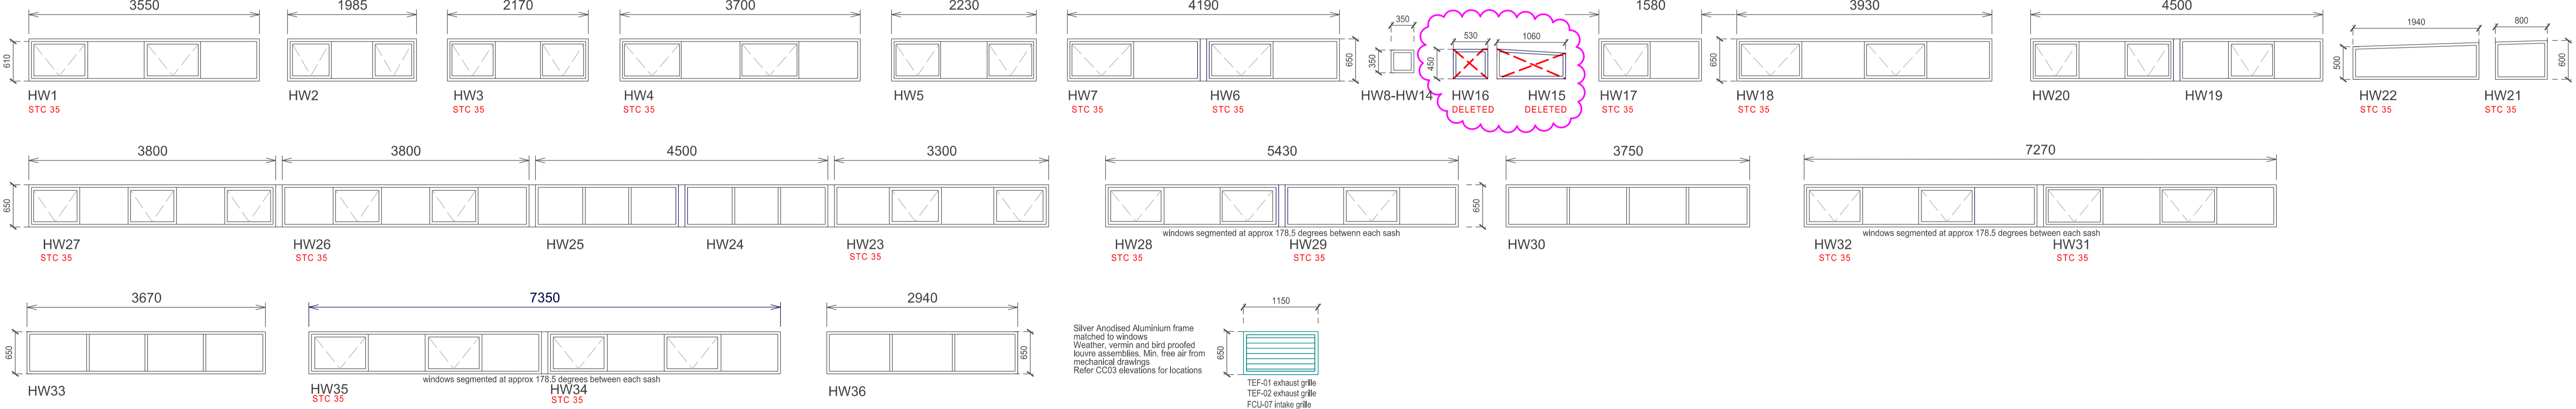 3550 1985 2170 3700 2230 4190 350 530 1060 1580 3930 4500 1940 800
610 650 350 450 650 500 600
HW1 HW2 HW3 HW4 HW5 HW7 HW6 HW8-HW14 HW16 HW15 HW17 HW18 HW20 HW19 HW22 HW21
STC 35 STC 35 STC 35 STC 35 STC 35 DELETED DELETED STC 35 STC 35 STC 35 STC 35
3800 3800 4500 3300 5430 3750 7270
650 650
windows segmented at approx 178,5 degrees betwenn each sash
windows segmented at approx 178.5 degrees between each sash
HW27 HW26 HW25 HW24 HW23 HW28 HW29 HW30 HW32 HW31
STC 35 STC 35 STC 35 STC 35 STC 35 STC 35 STC 35
3670 7350 2940 1150
650 650 650
Silver Anodised Aluminium frame
matched to windows
Weather, vermin and bird proofed
louvre assemblies. Min. free air from
mechanical drawings
Refer CC03 elevations for locations
windows segmented at approx 178.5 degrees between each sash
HW33 HW35 HW34 HW36
STC 35 STC 35
TEF-01 exhaust grille
TEF-02 exhaust grille
FCU-07 intake grille